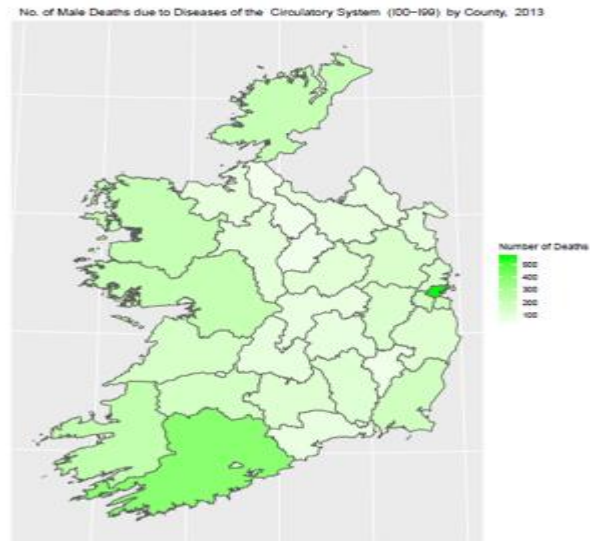 No. of Male Deaths due to Diseases of the Circulatory System (I00-I99) by County, 2013
Number of Deaths
500
400
300
200
100